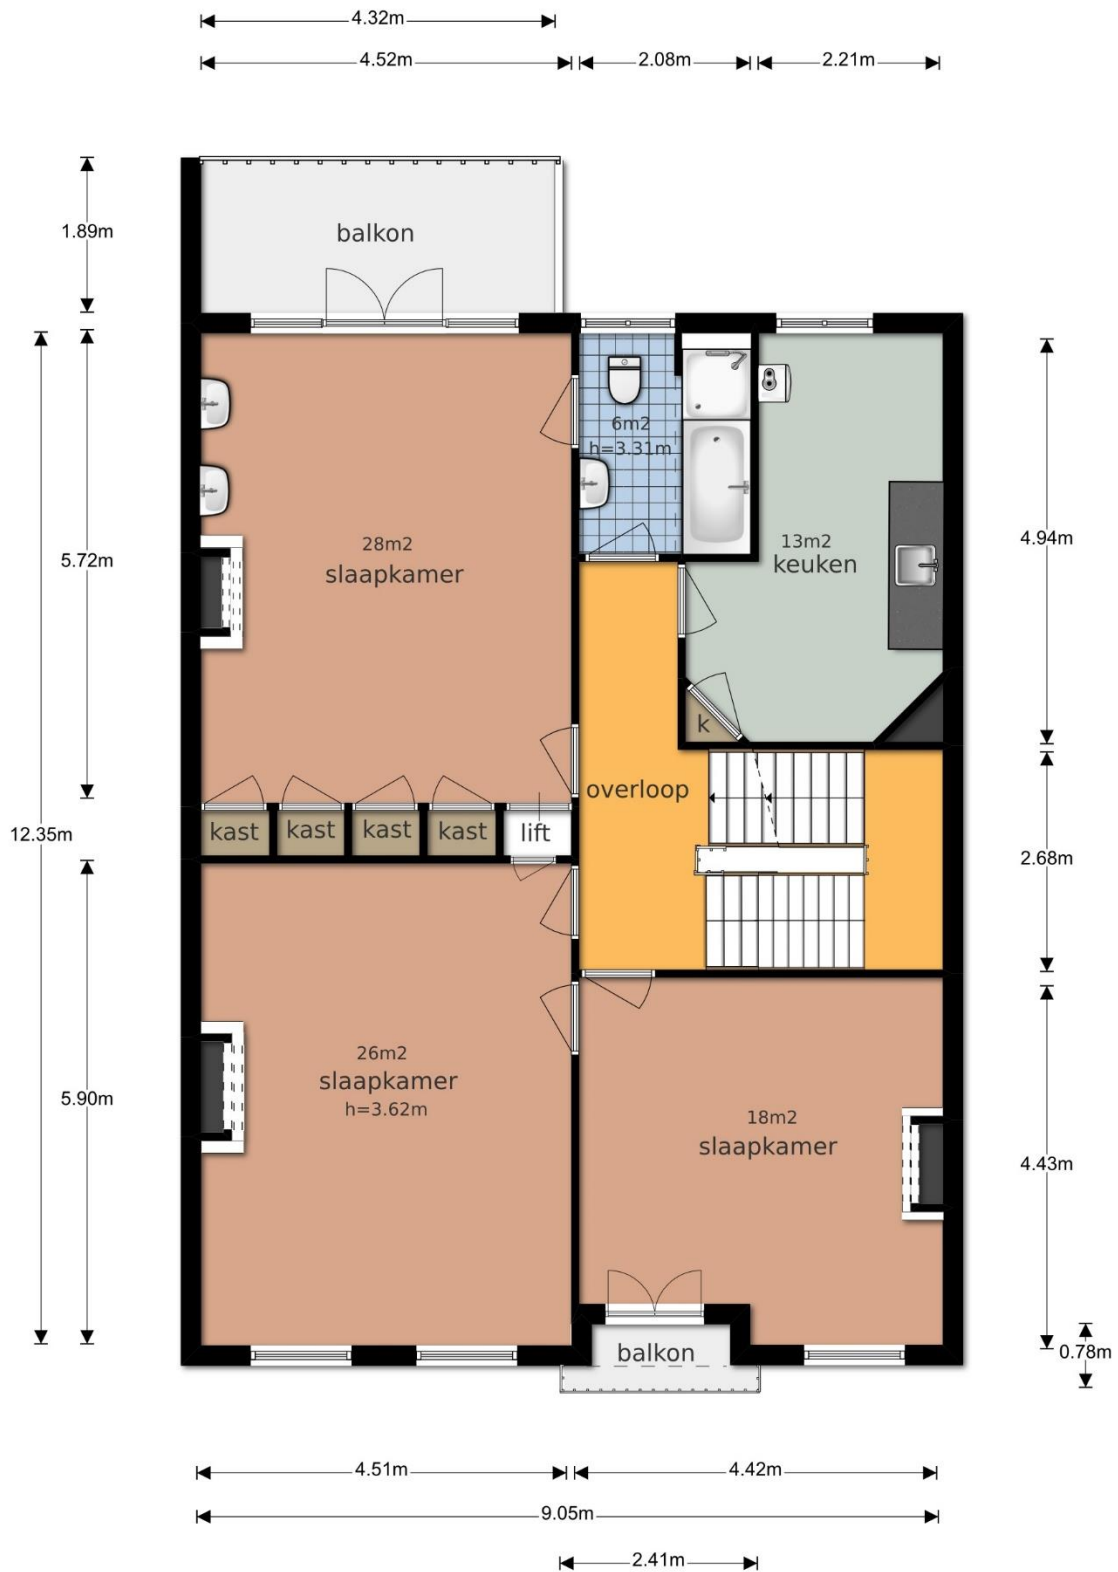 4.32m
4.52m
2.08m
2.21m
1.89m
balkon
6m2
h=3.31m
28m2
slaapkamer
5.72m
13m2
keuken
4.94m
k
overloop
kast
kast
kast
kast
lift
12.35m
2.68m
26m2
slaapkamer
h=3.62m
5.90m
18m2
slaapkamer
4.43m
balkon
0.78m
4.51m
4.42m
9.05m
2.41m